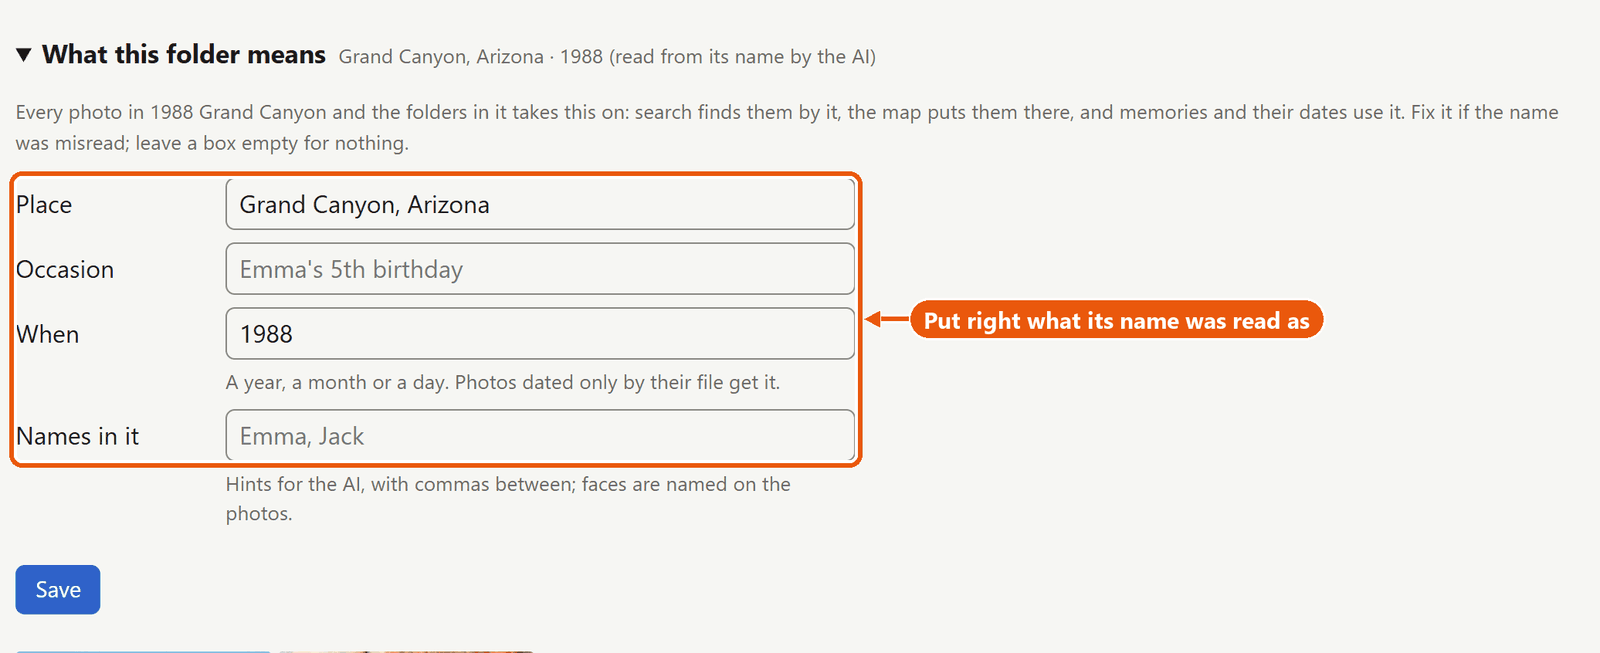 ▼ What this folder means Grand Canyon, Arizona · 1988 (read from its name by the AI)
Every photo in 1988 Grand Canyon and the folders in it takes this on: search finds them by it, the map puts them there, and memories and their dates use it. Fix it if the name
was misread; leave a box empty for nothing.
Place Grand Canyon, Arizona
Occasion Emma's 5th birthday
Put right what its name was read as
When 1988
A year, a month or a day. Photos dated only by their file get it.
Names in it Emma, Jack
Hints for the AI, with commas between; faces are named on the
photos.
Save